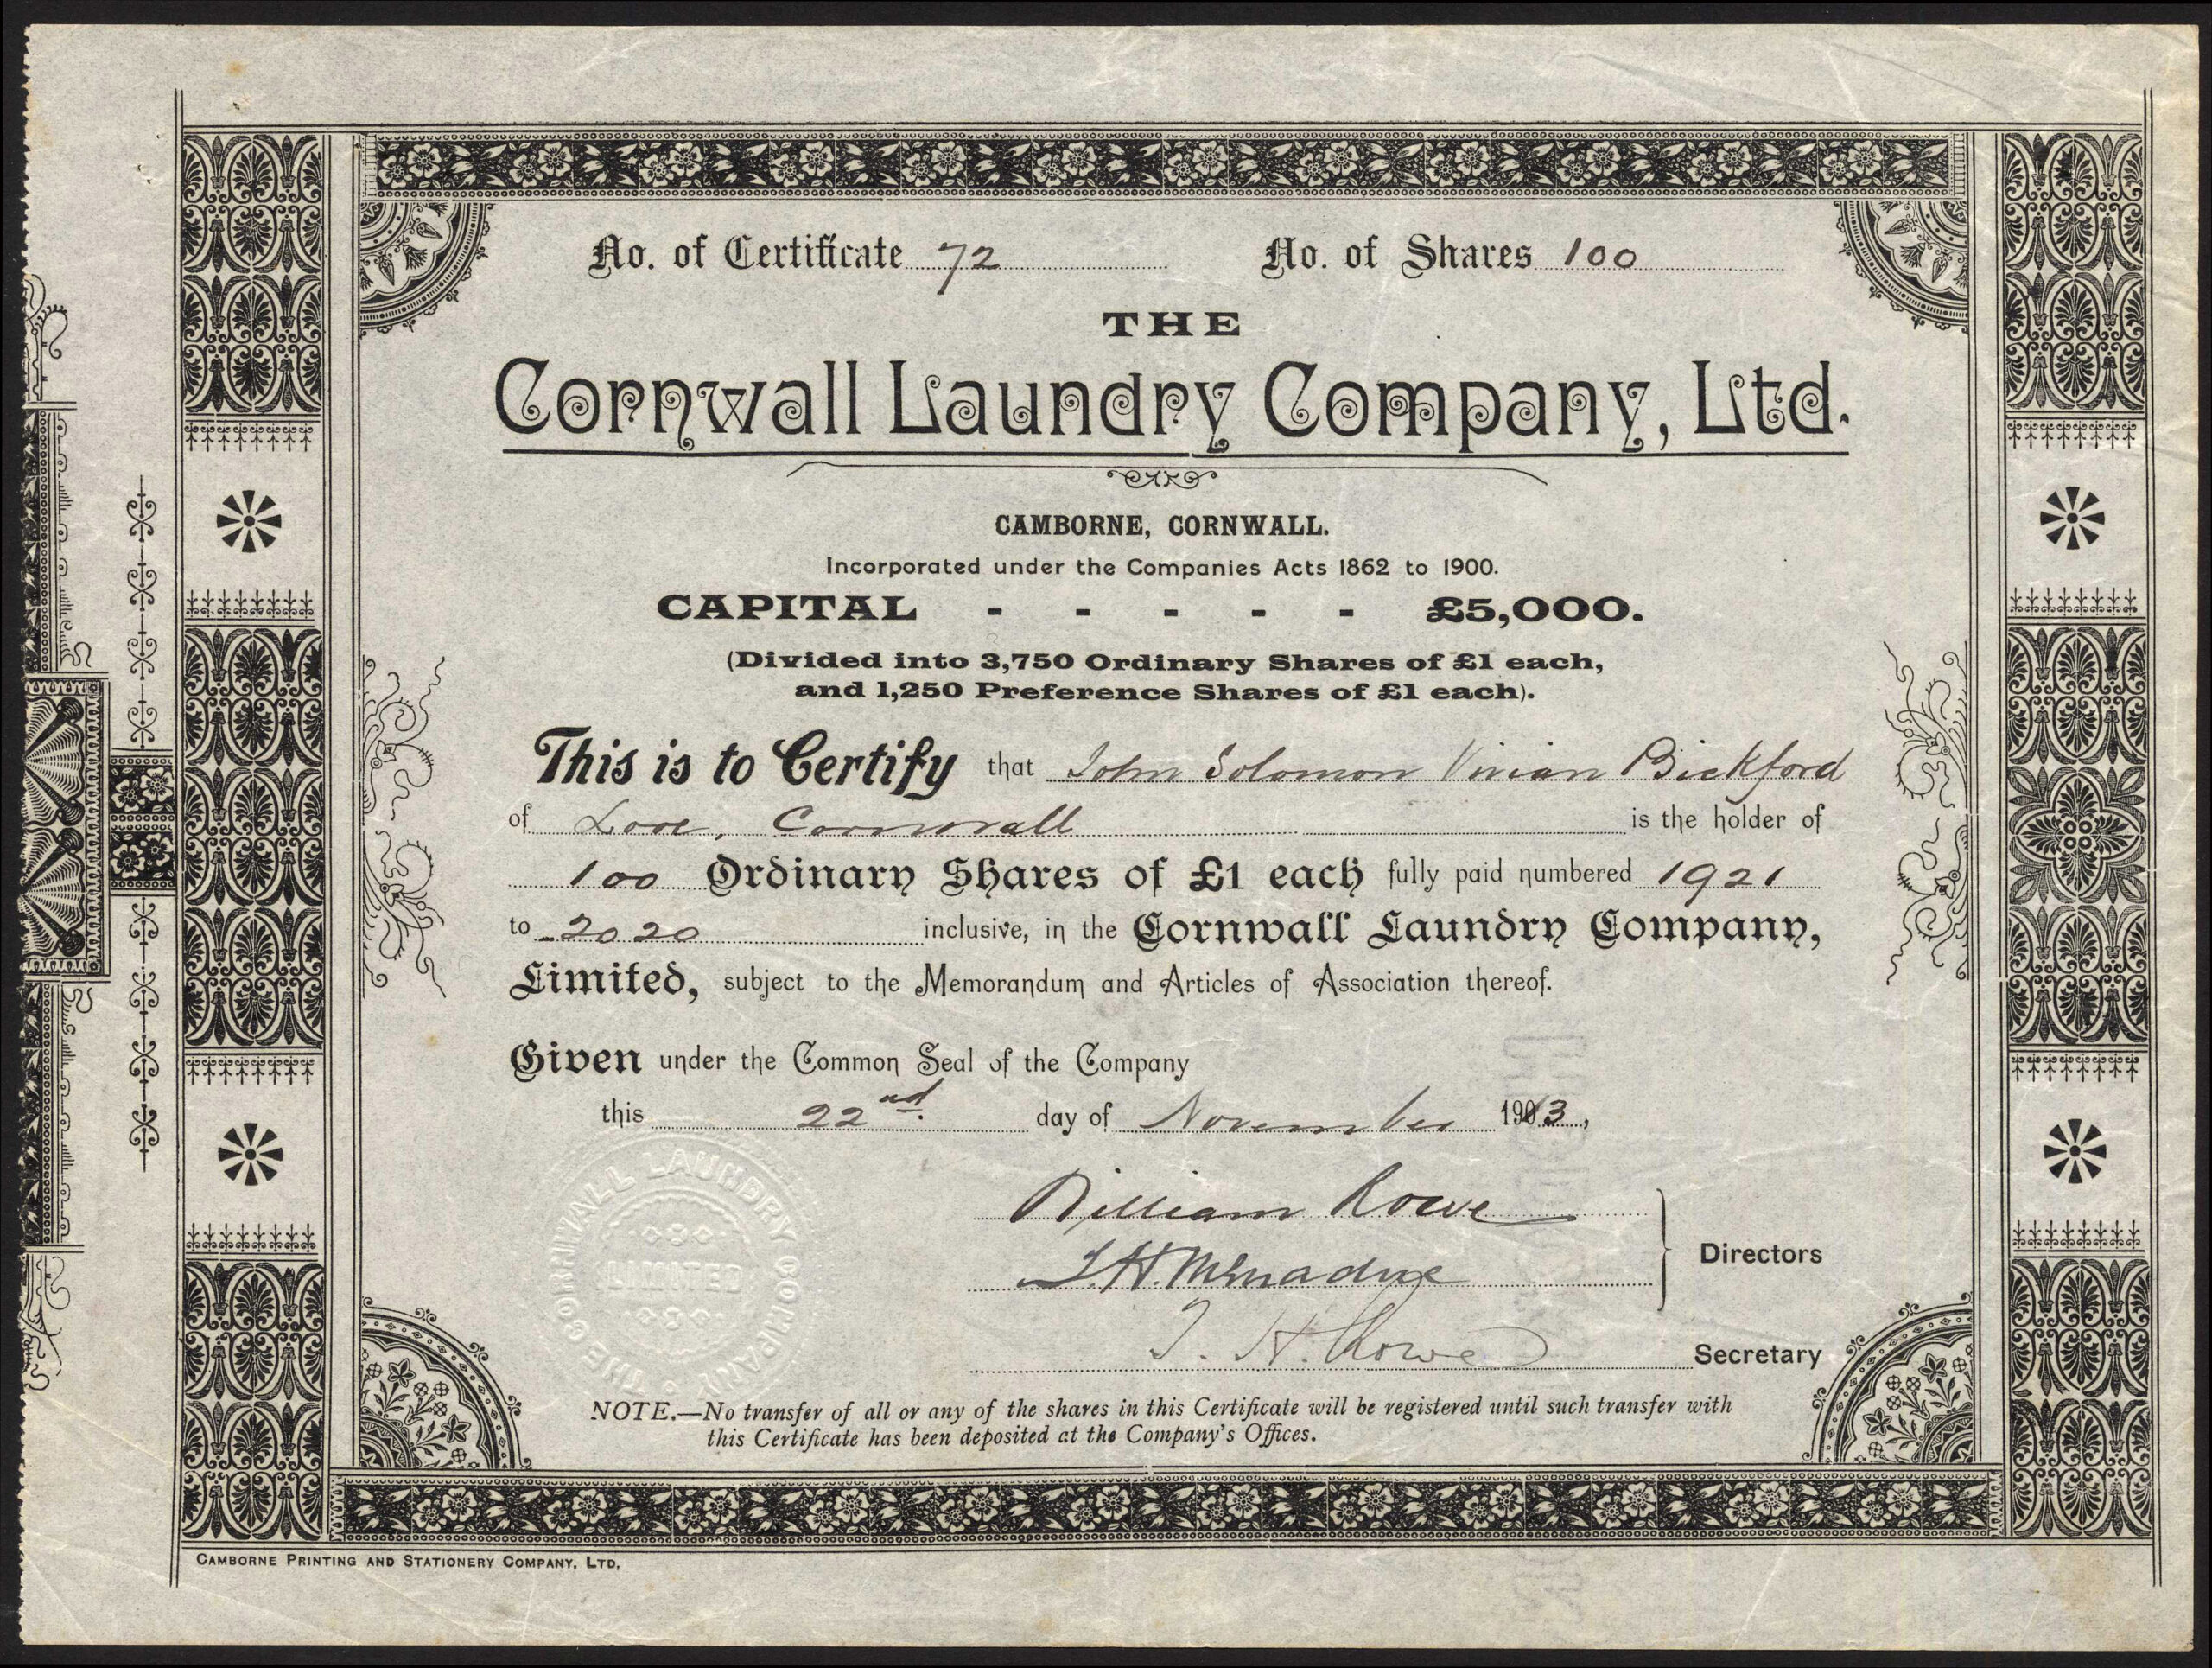 No. of Certificate 72 No. of Shares 100
THE
Cornwall Laundry Company, Ltd.
CAMBORNE, CORNWALL.
Incorporated under the Companies Acts 1862 to 1900.
CAPITAL - - - - - £5,000.
(Divided into 3,750 Ordinary Shares of £1 each,
and 1,250 Preference Shares of £1 each).
This is to Certify that John Solomon Vivian Bickford
of Looe, Cornwall is the holder of
100 Ordinary Shares of £1 each fully paid numbered 1921
to 2020 inclusive, in the Cornwall Laundry Company,
Limited, subject to the Memorandum and Articles of Association thereof.
Given under the Common Seal of the Company
this 22nd. day of November 1903,
THE CORNWALL LAUNDRY COMPANY
LIMITED
William Rowe
Directors
T. H. Rowe Secretary
NOTE.—No transfer of all or any of the shares in this Certificate will be registered until such transfer with
this Certificate has been deposited at the Company's Offices.
CAMBORNE PRINTING AND STATIONERY COMPANY, LTD,